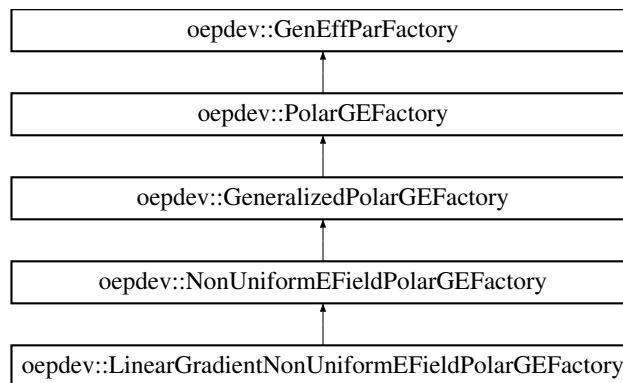 oepdev::GenEffParFactory
oepdev::PolarGEFactory
oepdev::GeneralizedPolarGEFactory
oepdev::NonUniformEFieldPolarGEFactory
oepdev::LinearGradientNonUniformEFieldPolarGEFactory